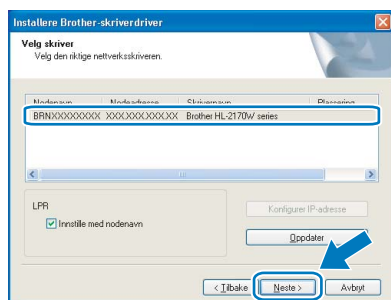 Installere Brother-skriverdriver
Velg skriver
Velg den riktige nettverksskriveren.
Nodenavn Nodeadresse Skrivernavn Plassering
BRNXXXXXXXXX XXX.XXX.XXX.XX Brother HL-2170W series
LPR
Innstille med nodenavn
Konfigurer IP-adresse
Oppdater
< Tilbake Neste > Avbryt